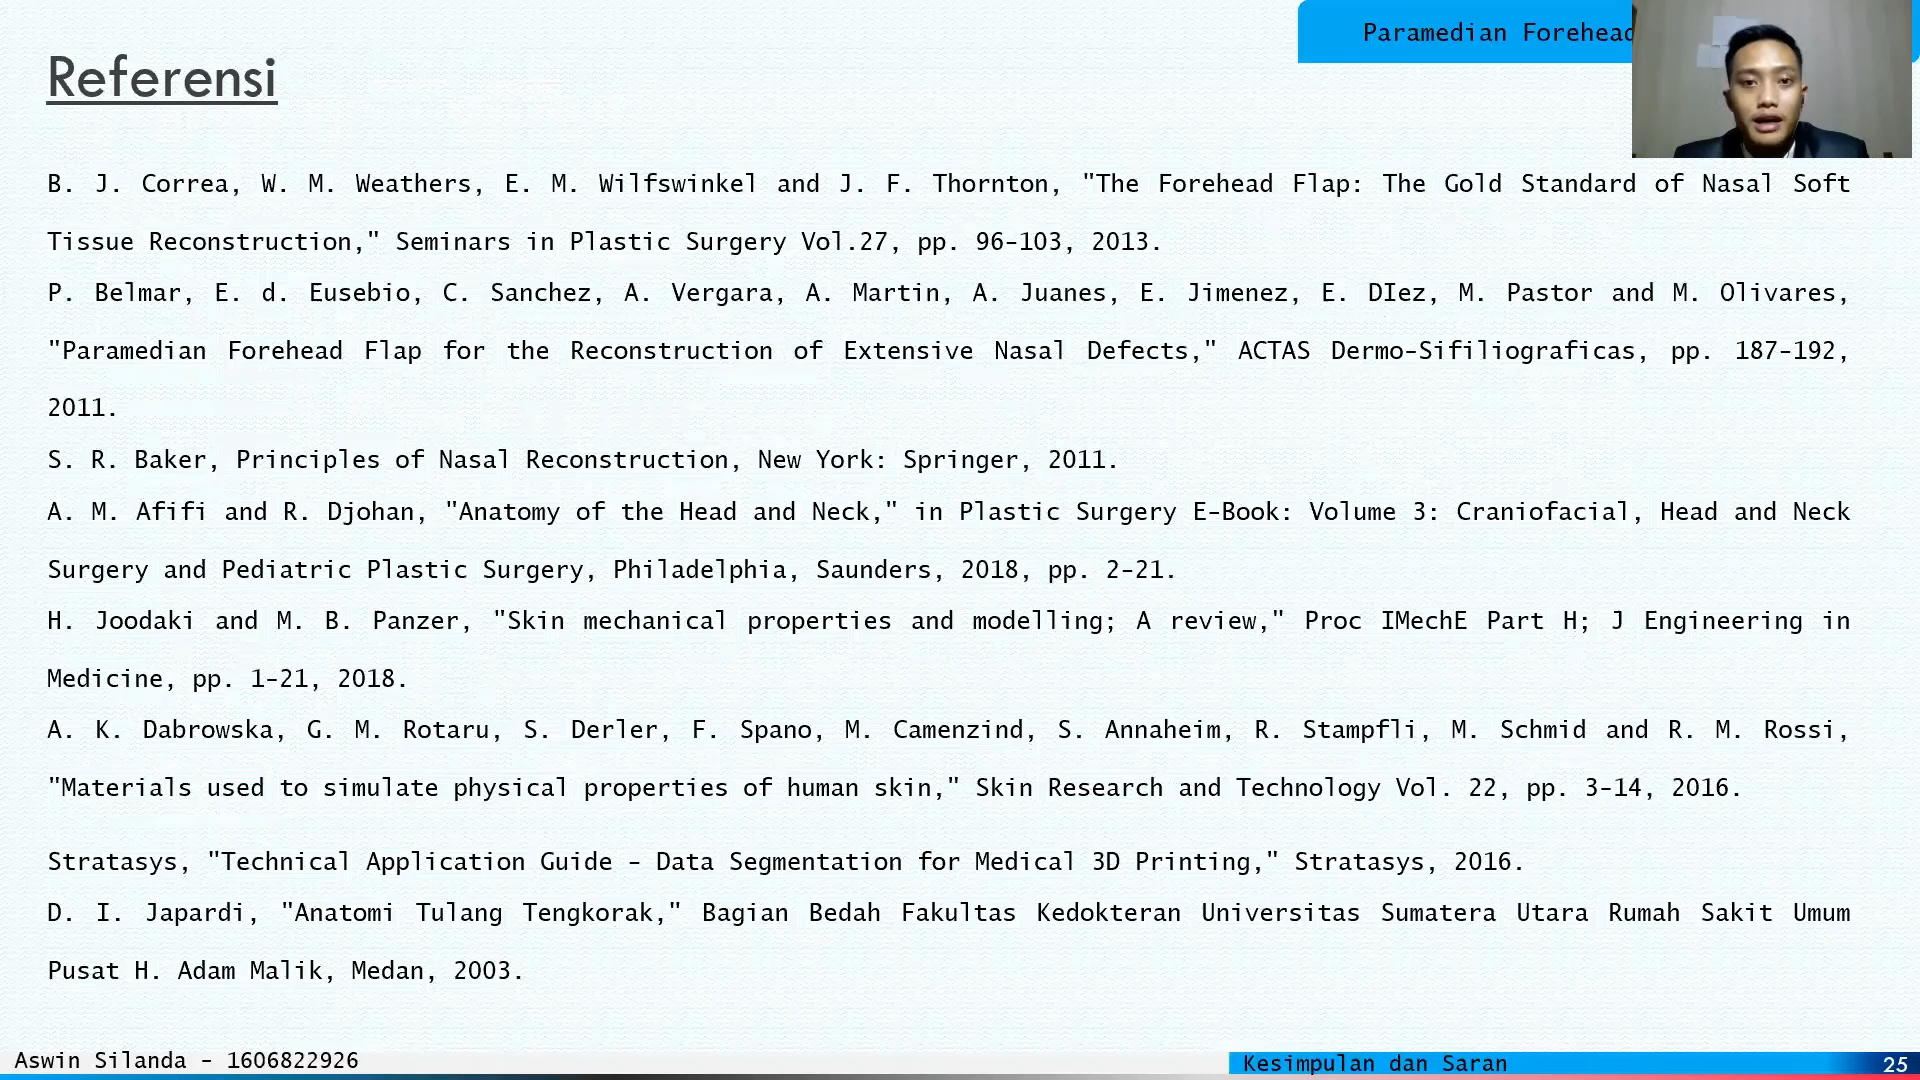 Paramedian Forehead
Referensi
B. J. Correa, W. M. Weathers, E. M. Wilfswinkel and J. F. Thornton, "The Forehead Flap: The Gold Standard of Nasal Soft
Tissue Reconstruction," Seminars in Plastic Surgery Vol.27, pp. 96-103, 2013.
P. Belmar, E. d. Eusebio, C. Sanchez, A. Vergara, A. Martin, A. Juanes, E. Jimenez, E. DIez, M. Pastor and M. Olivares,
"Paramedian Forehead Flap for the Reconstruction of Extensive Nasal Defects," ACTAS Dermo-Sifiliograficas, pp. 187-192,
2011.
S. R. Baker, Principles of Nasal Reconstruction, New York: Springer, 2011.
A. M. Afifi and R. Djohan, "Anatomy of the Head and Neck," in Plastic Surgery E-Book: Volume 3: Craniofacial, Head and Neck
Surgery and Pediatric Plastic Surgery, Philadelphia, Saunders, 2018, pp. 2-21.
H. Joodaki and M. B. Panzer, "Skin mechanical properties and modelling; A review," Proc IMechE Part H; J Engineering in
Medicine, pp. 1-21, 2018.
A. K. Dabrowska, G. M. Rotaru, S. Derler, F. Spano, M. Camenzind, S. Annaheim, R. Stampfli, M. Schmid and R. M. Rossi,
"Materials used to simulate physical properties of human skin," Skin Research and Technology Vol. 22, pp. 3-14, 2016.
Stratasys, "Technical Application Guide - Data Segmentation for Medical 3D Printing," Stratasys, 2016.
D. I. Japardi, "Anatomi Tulang Tengkorak," Bagian Bedah Fakultas Kedokteran Universitas Sumatera Utara Rumah Sakit Umum
Pusat H. Adam Malik, Medan, 2003.
Aswin Silanda - 1606822926
Kesimpulan dan Saran
25